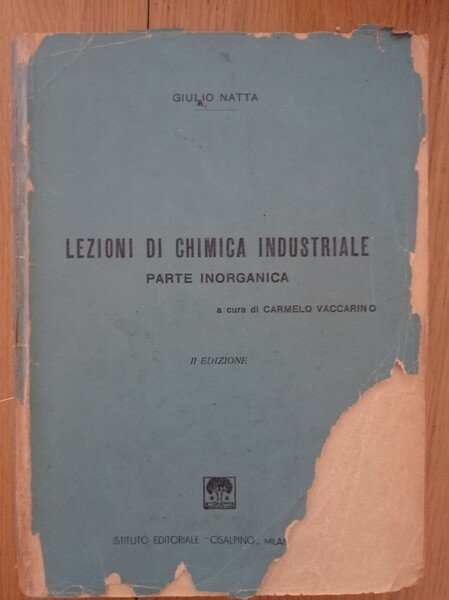 GIULIO NATTA
LEZIONI DI CHIMICA INDUSTRIALE
PARTE INORGANICA
a cura di CARMELO VACCARINO
II EDIZIONE
ISTITUTO EDITORIALE "CISALPINO„ MILAN